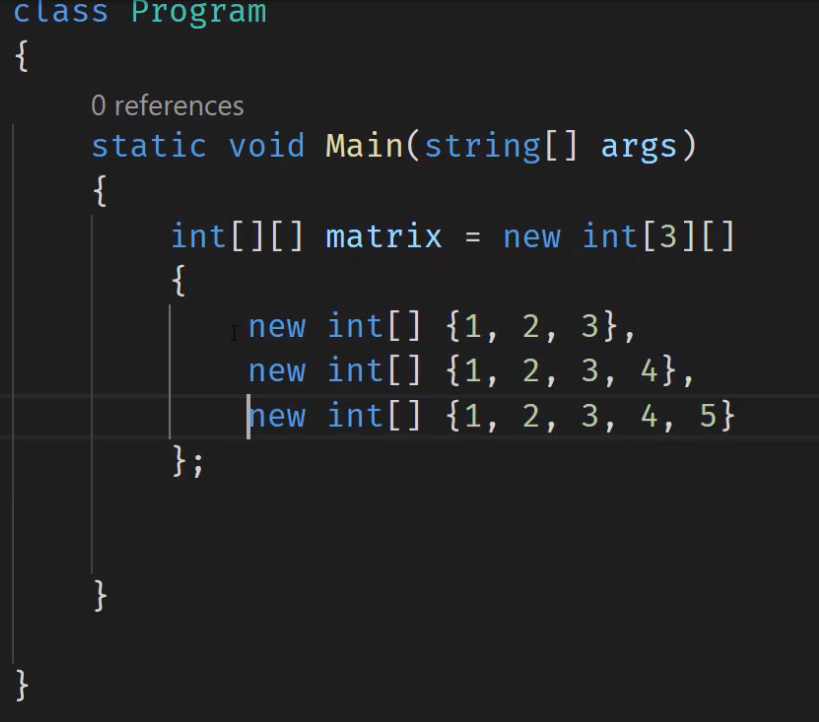 class Program
{
0 references
static void Main(string[] args)
{
int[][] matrix = new int[3][]
{
new int[] {1, 2, 3},
new int[] {1, 2, 3, 4},
new int[] {1, 2, 3, 4, 5}
};
}
}